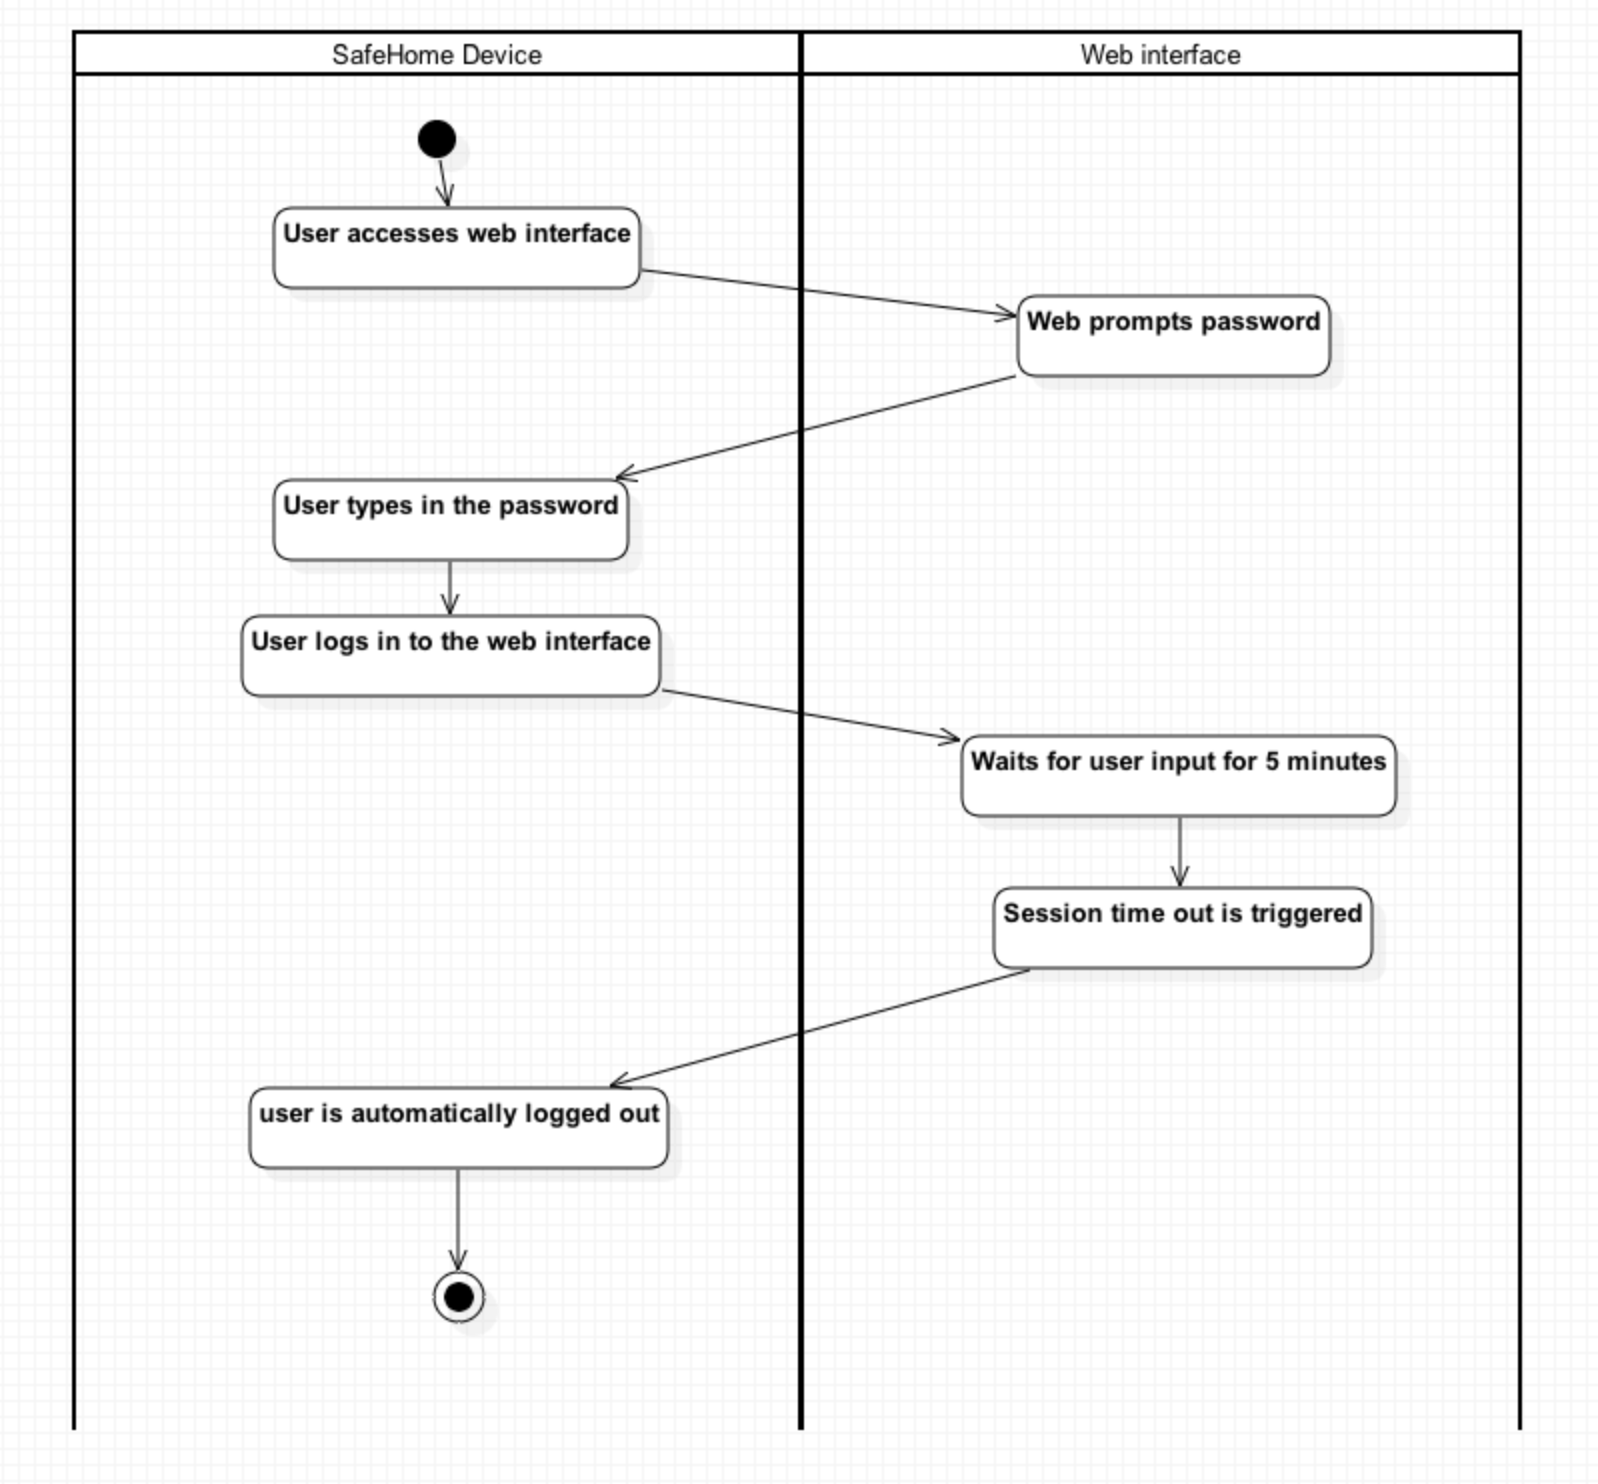 SafeHome Device
Web interface
User accesses web interface
Web prompts password
User types in the password
User logs in to the web interface
Waits for user input for 5 minutes
Session time out is triggered
user is automatically logged out